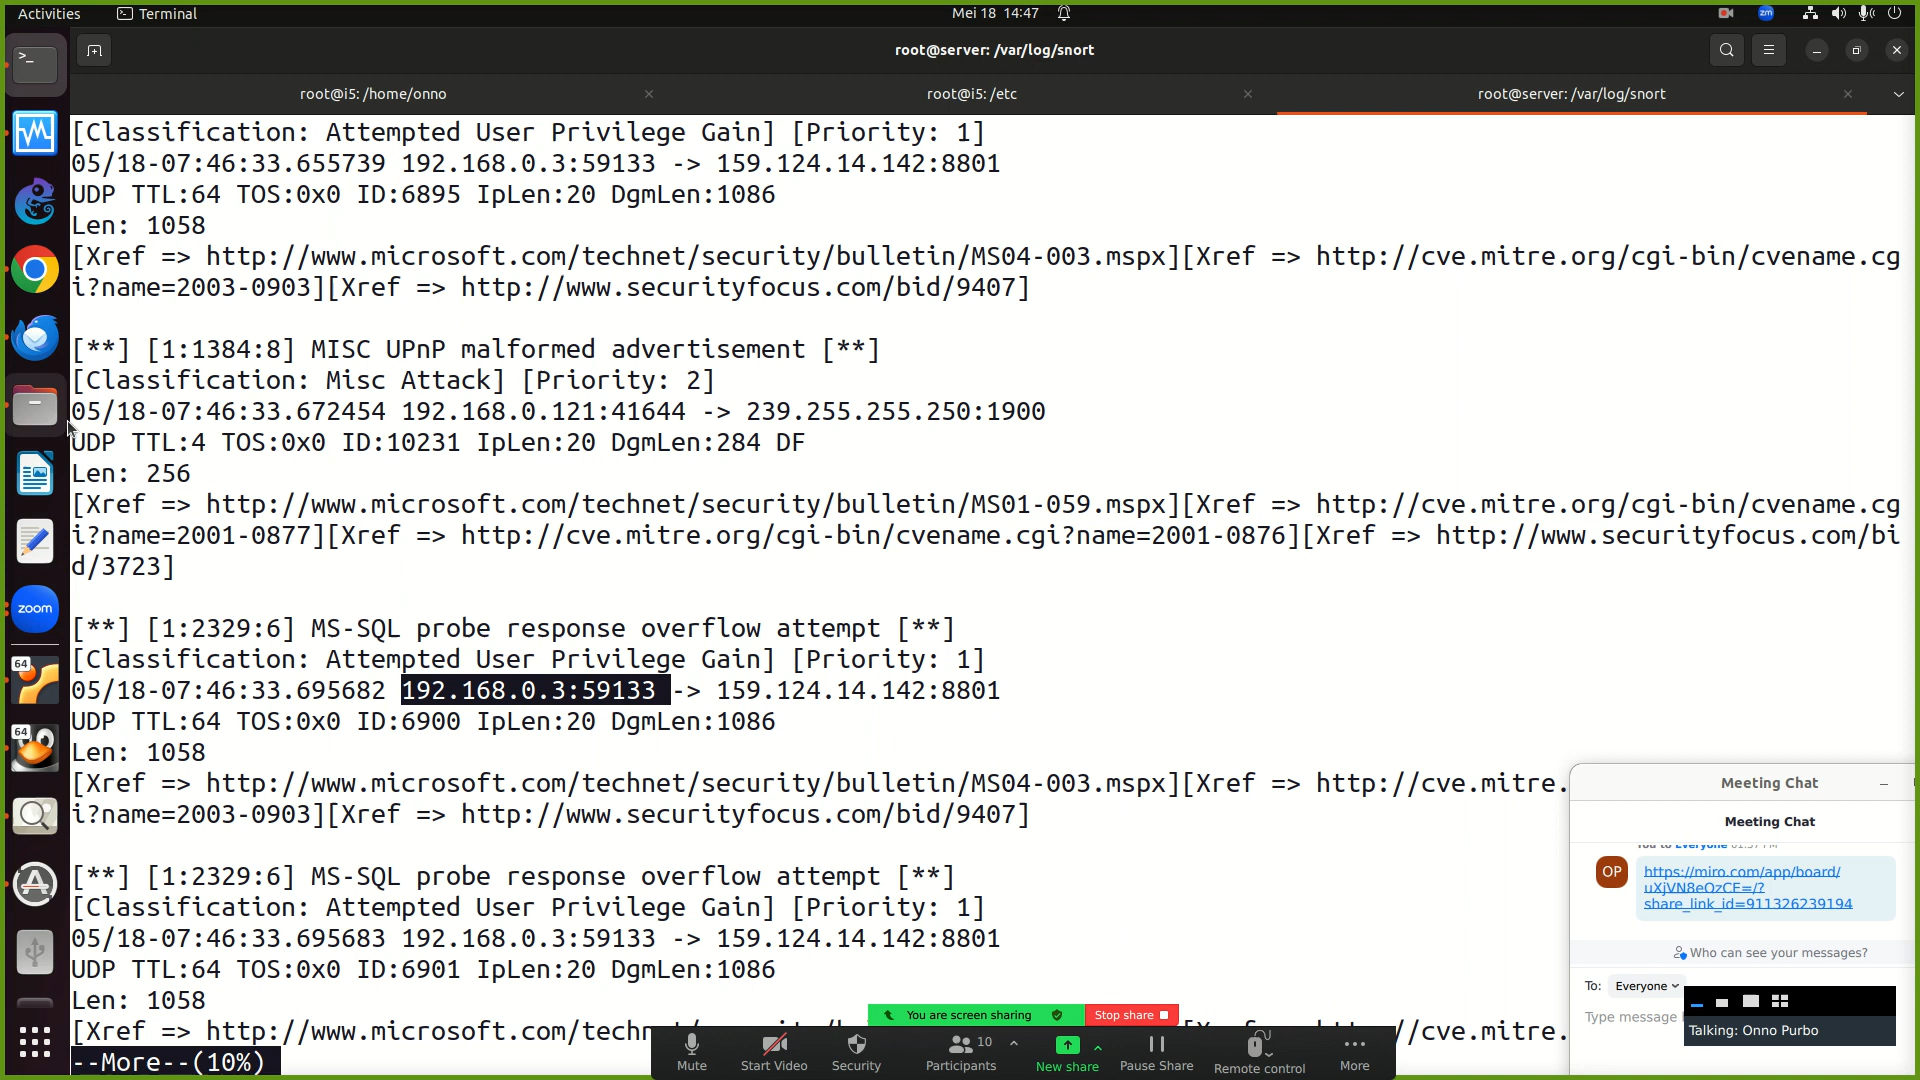 Activities
Terminal
Mei 18 14:47
zm
root@server: /var/log/snort
root@i5: /home/onno
root@i5: /etc
root@server: /var/log/snort
[Classification: Attempted User Privilege Gain] [Priority: 1]
05/18-07:46:33.655739 192.168.0.3:59133 -> 159.124.14.142:8801
UDP TTL:64 TOS:0x0 ID:6895 IpLen:20 DgmLen:1086
Len: 1058
[Xref => http://www.microsoft.com/technet/security/bulletin/MS04-003.mspx][Xref => http://cve.mitre.org/cgi-bin/cvename.cg
i?name=2003-0903][Xref => http://www.securityfocus.com/bid/9407]
[**] [1:1384:8] MISC UPnP malformed advertisement [**]
[Classification: Misc Attack] [Priority: 2]
05/18-07:46:33.672454 192.168.0.121:41644 -> 239.255.255.250:1900
UDP TTL:4 TOS:0x0 ID:10231 IpLen:20 DgmLen:284 DF
Len: 256
[Xref => http://www.microsoft.com/technet/security/bulletin/MS01-059.mspx][Xref => http://cve.mitre.org/cgi-bin/cvename.cg
i?name=2001-0877][Xref => http://cve.mitre.org/cgi-bin/cvename.cgi?name=2001-0876][Xref => http://www.securityfocus.com/bi
d/3723]
[**] [1:2329:6] MS-SQL probe response overflow attempt [**]
[Classification: Attempted User Privilege Gain] [Priority: 1]
05/18-07:46:33.695682 192.168.0.3:59133 -> 159.124.14.142:8801
UDP TTL:64 TOS:0x0 ID:6900 IpLen:20 DgmLen:1086
Len: 1058
[Xref => http://www.microsoft.com/technet/security/bulletin/MS04-003.mspx][Xref => http://cve.mitre.
i?name=2003-0903][Xref => http://www.securityfocus.com/bid/9407]
[**] [1:2329:6] MS-SQL probe response overflow attempt [**]
[Classification: Attempted User Privilege Gain] [Priority: 1]
05/18-07:46:33.695683 192.168.0.3:59133 -> 159.124.14.142:8801
UDP TTL:64 TOS:0x0 ID:6901 IpLen:20 DgmLen:1086
Len: 1058
[Xref => http://www.microsoft.com/techn
//cve.mitre.
--More--(10%)
zoom
64
64
You are screen sharing
Stop share
Mute
Start Video
Security
Participants
10
New share
Pause Share
Remote control
More
Meeting Chat
Meeting Chat
You to Everyone 01:37 PM
OP
https://miro.com/app/board/
uXjVN8eOzCE=/?
share_link_id=911326239194
Who can see your messages?
To: Everyone
Type message
Talking: Onno Purbo